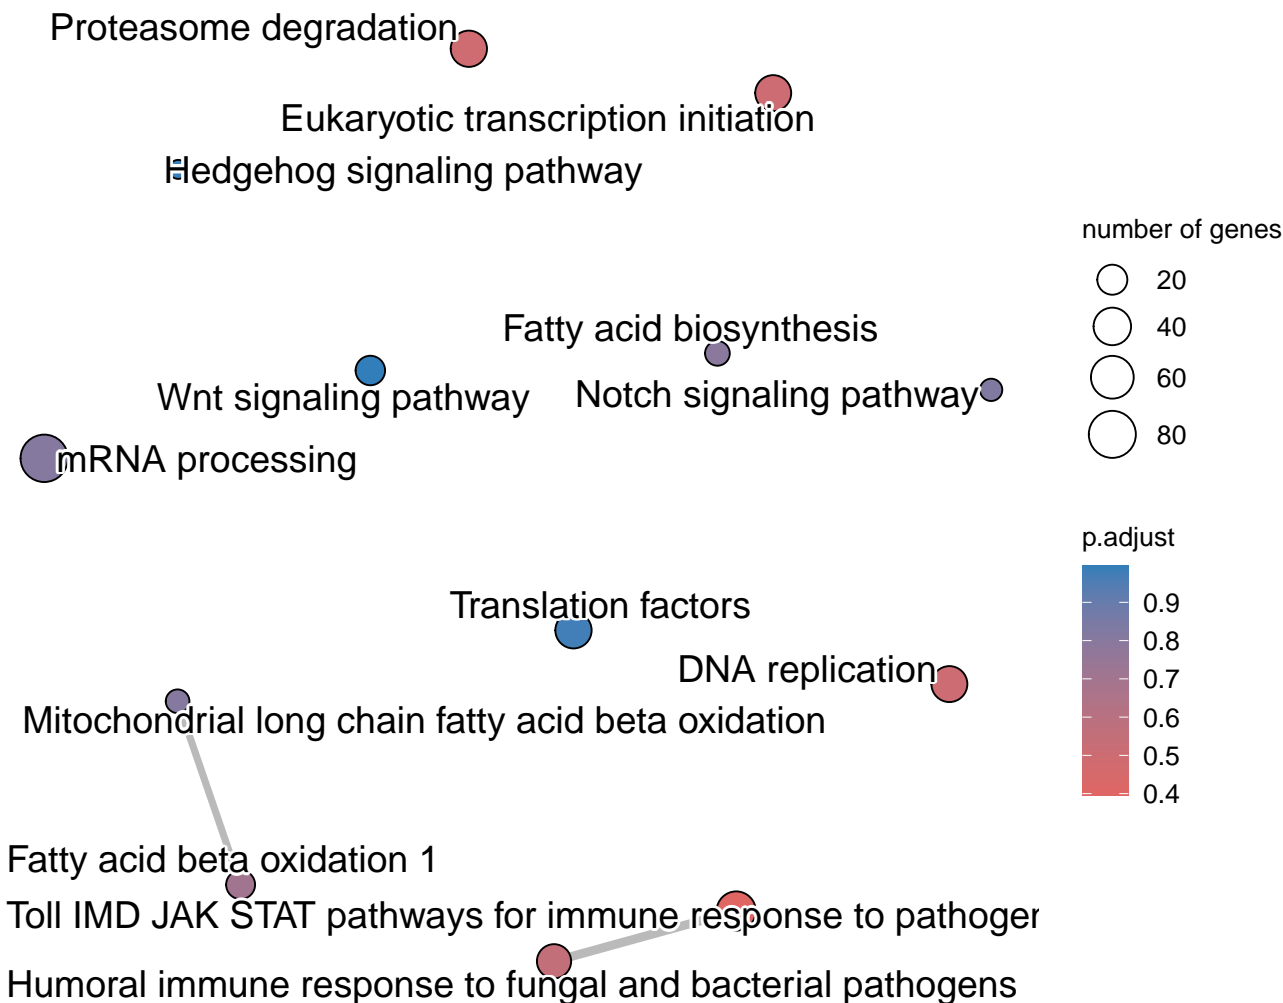 Proteasome degradation
Eukaryotic transcription initiation
Hedgehog signaling pathway
number of genes
20
40
60
80
Fatty acid biosynthesis
Wnt signaling pathway
Notch signaling pathway
mRNA processing
p.adjust
0.9
0.8
0.7
0.6
0.5
0.4
Translation factors
DNA replication
Mitochondrial long chain fatty acid beta oxidation
Fatty acid beta oxidation 1
Toll IMD JAK STAT pathways for immune response to pathoger
Humoral immune response to fungal and bacterial pathogens